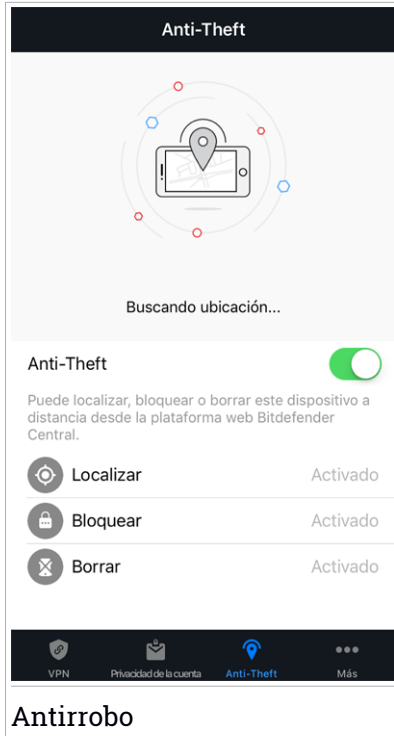 Anti-Theft
Buscando ubicación...
Anti-Theft
Puede localizar, bloquear o borrar este dispositivo a
distancia desde la plataforma web Bitdefender
Central.
Localizar Activado
Bloquear Activado
Borrar Activado
VPN Privacidad de la cuenta Anti-Theft Más
Antirrobo